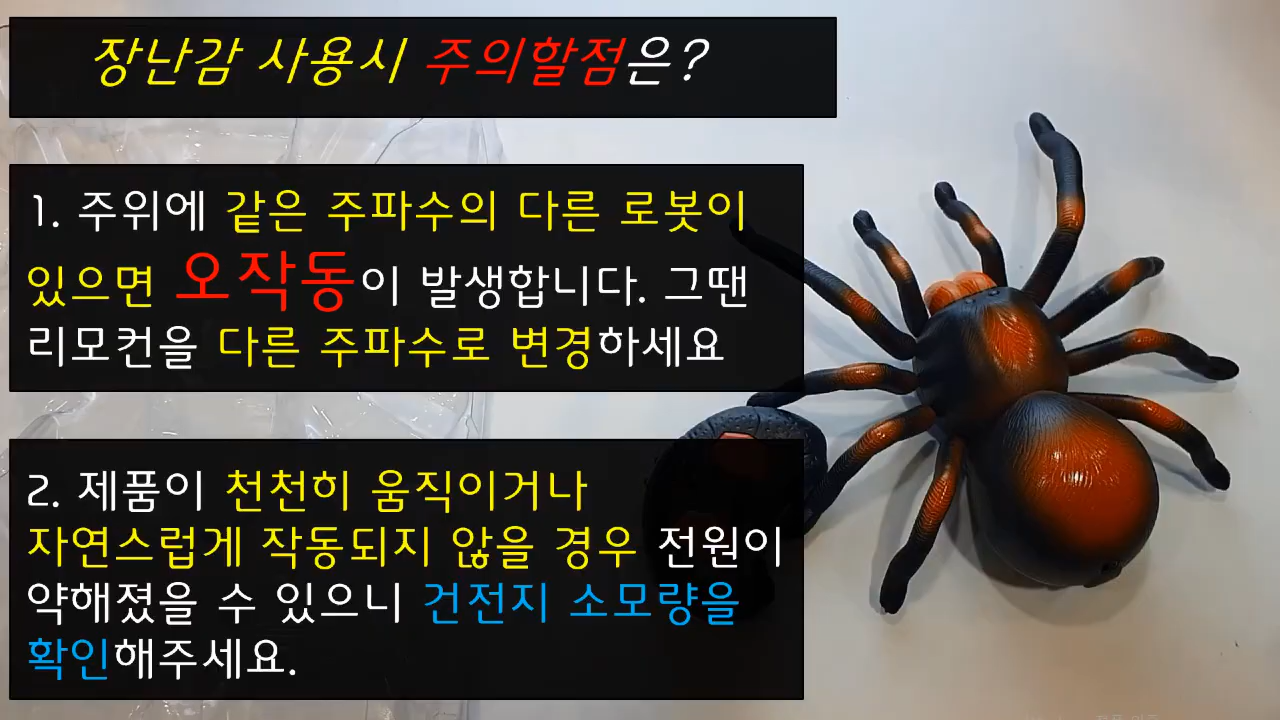 장난감 사용시 주의할점은?
1. 주위에 같은 주파수의 다른 로봇이
있으면 오작동이 발생합니다. 그땐
리모컨을 다른 주파수로 변경하세요
2. 제품이 천천히 움직이거나
자연스럽게 작동되지 않을 경우 전원이
약해졌을 수 있으니 건전지 소모량을
확인해주세요.